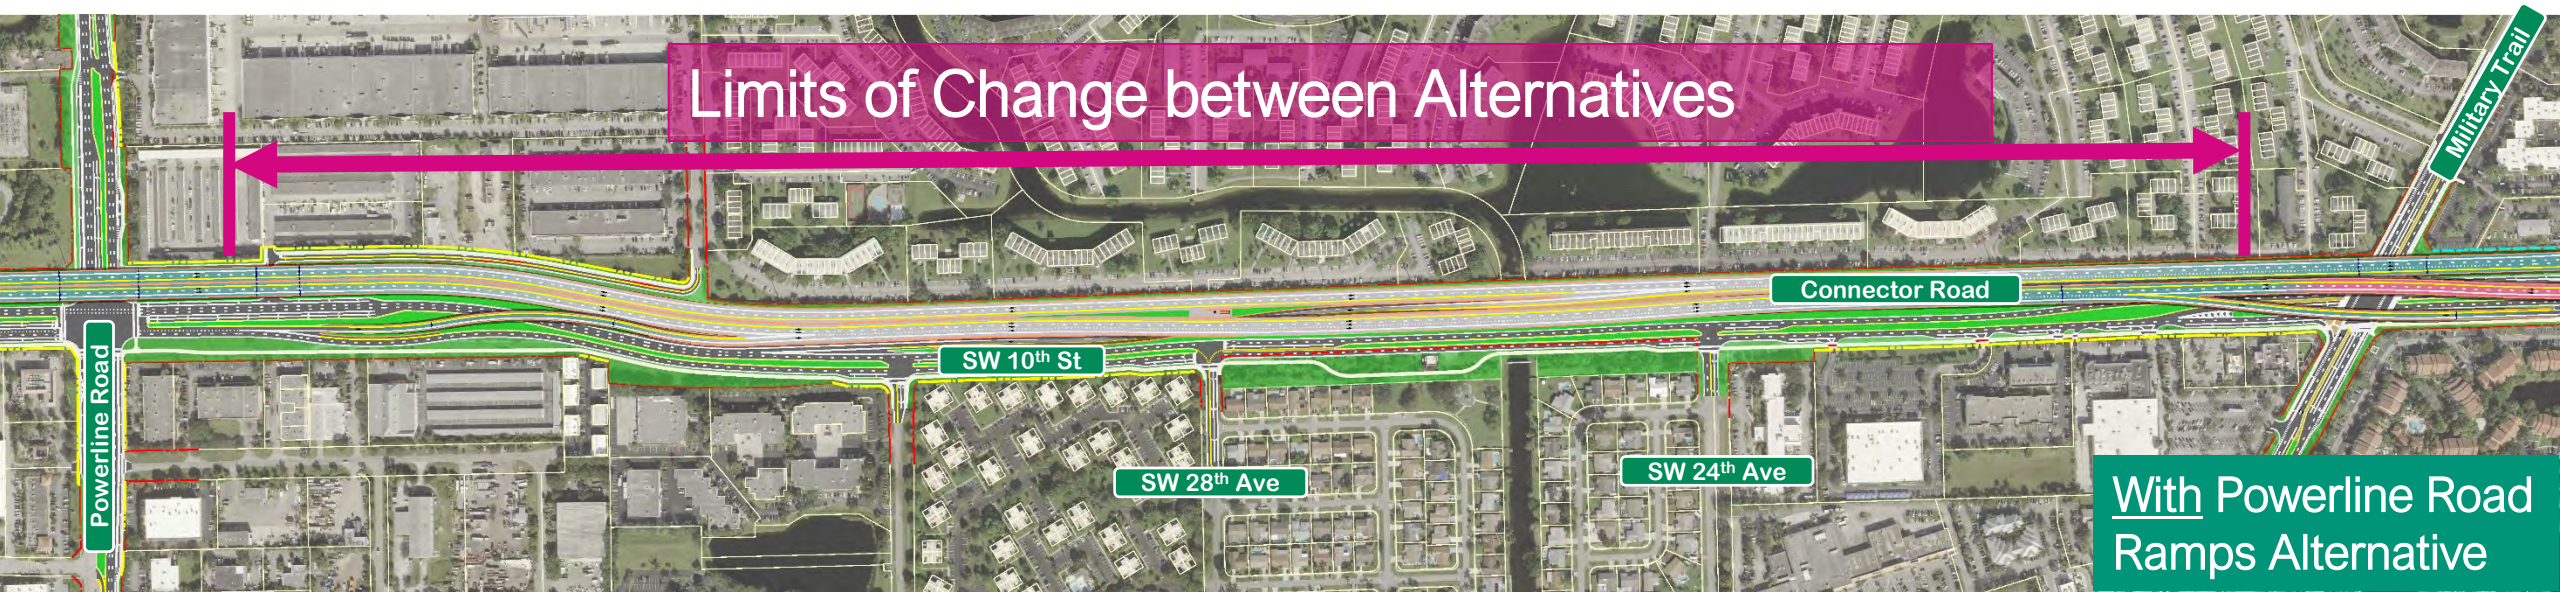 Limits of Change between Alternatives
Military Trail
Connector Road
SW 10th St
Powerline Road
SW 28th Ave
SW 24th Ave
With Powerline Road
Ramps Alternative